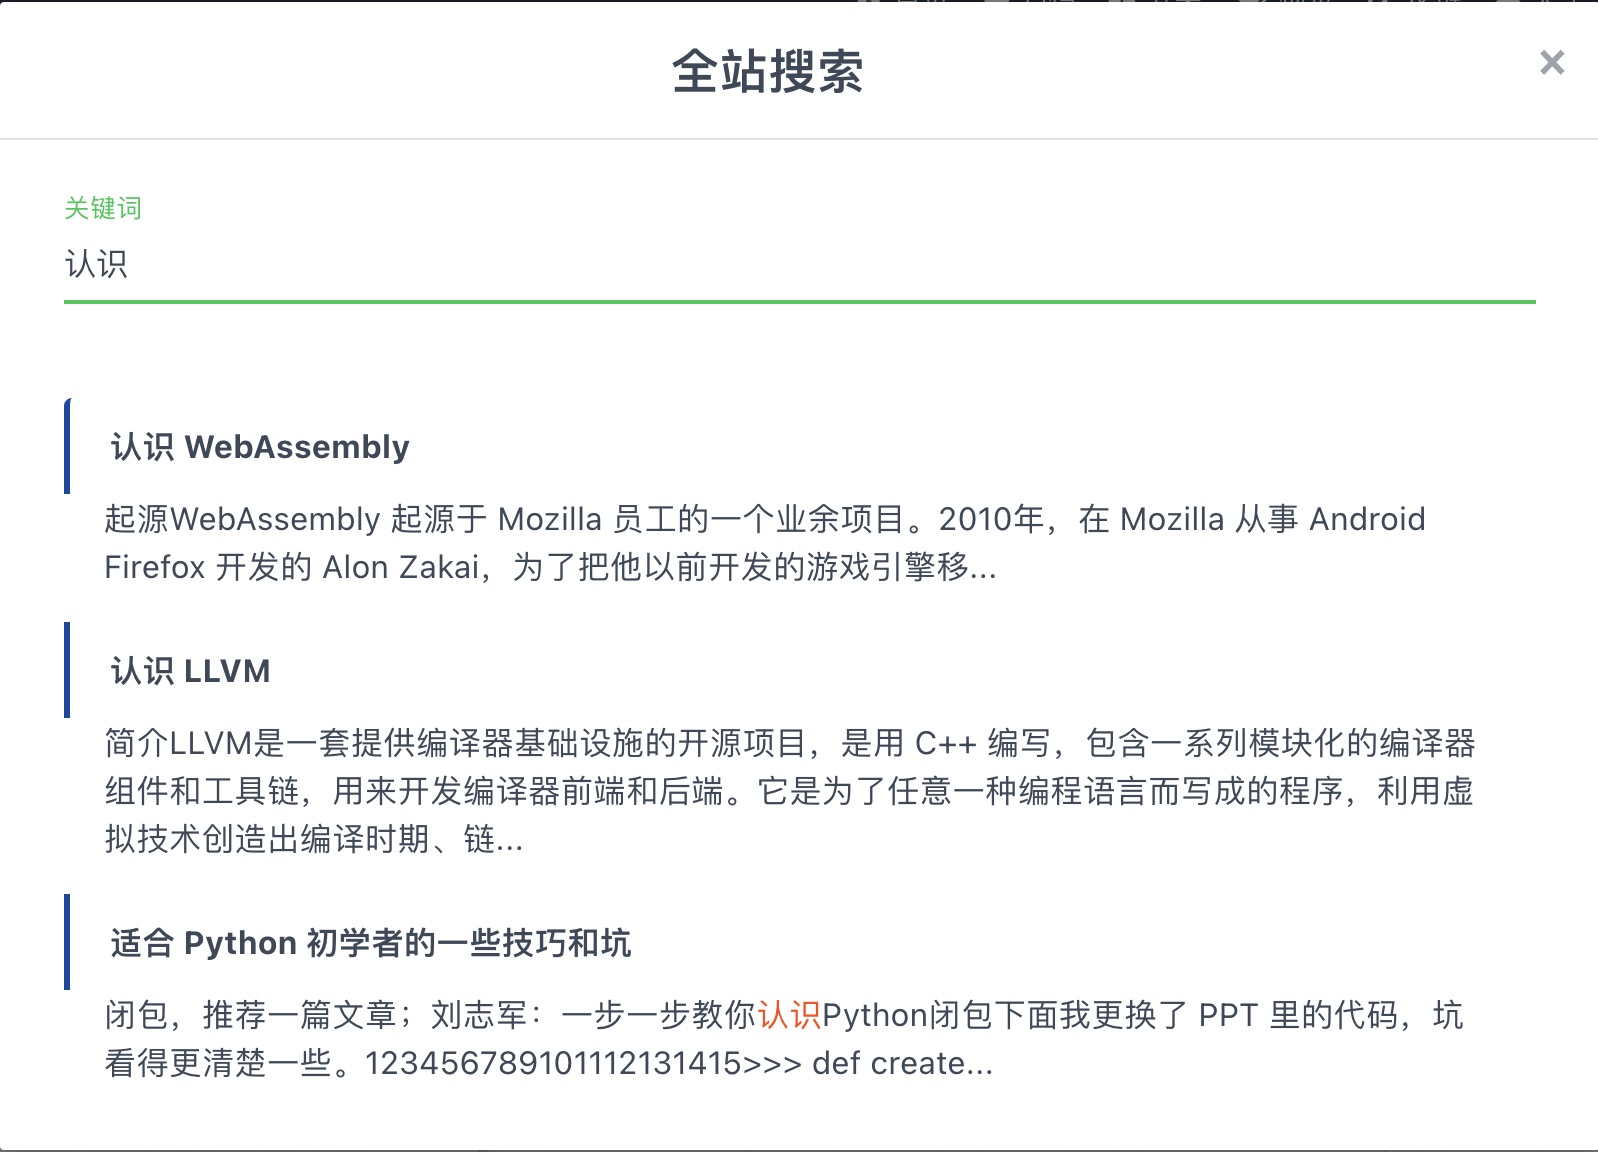 全站搜索
×
关键词
认识
认识 WebAssembly
起源WebAssembly 起源于 Mozilla 员工的一个业余项目。2010年，在 Mozilla 从事 Android
Firefox 开发的 Alon Zakai，为了把他以前开发的游戏引擎移...
认识 LLVM
简介LLVM是一套提供编译器基础设施的开源项目，是用 C++ 编写，包含一系列模块化的编译器
组件和工具链，用来开发编译器前端和后端。它是为了任意一种编程语言而写成的程序，利用虚
拟技术创造出编译时期、链...
适合 Python 初学者的一些技巧和坑
闭包，推荐一篇文章；刘志军：一步一步教你认识Python闭包下面我更换了 PPT 里的代码，坑
看得更清楚一些。123456789101112131415>>> def create...